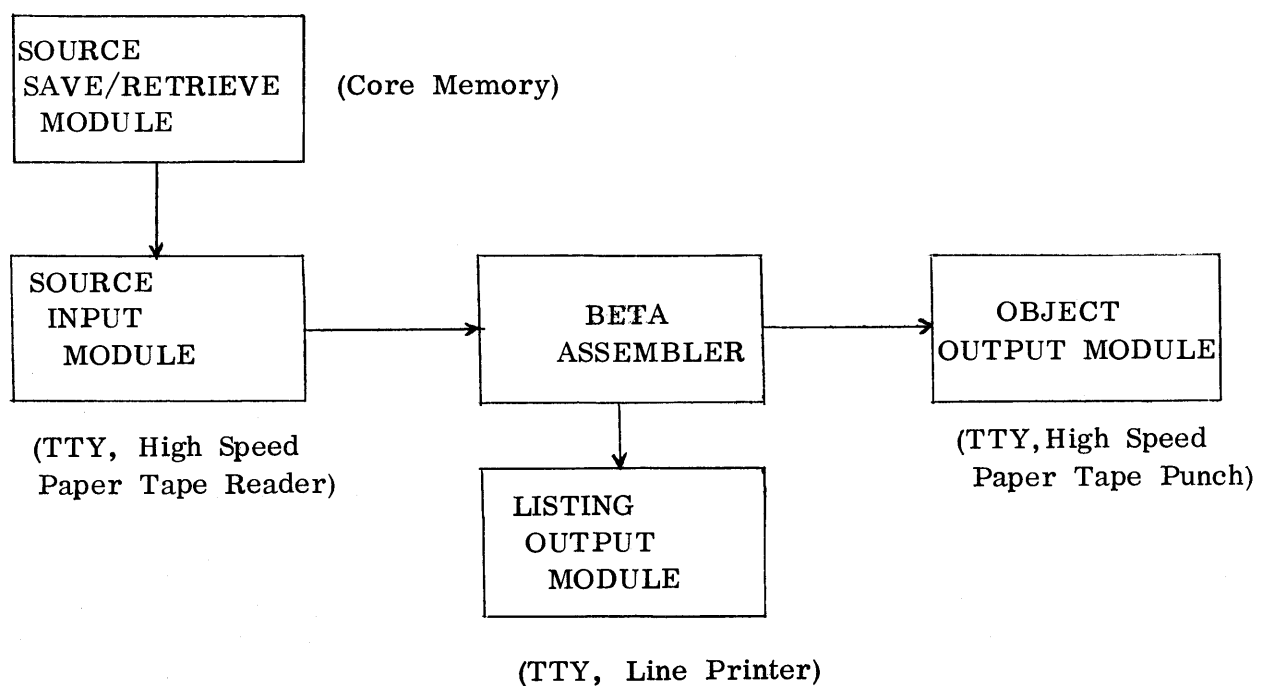 SOURCE
SAVE/RETRIEVE
MODULE
(Core Memory)
SOURCE
INPUT
MODULE
BETA
ASSEMBLER
OBJECT
OUTPUT MODULE
(TTY, High Speed
Paper Tape Reader)
(TTY, High Speed
Paper Tape Punch)
LISTING
OUTPUT
MODULE
(TTY, Line Printer)